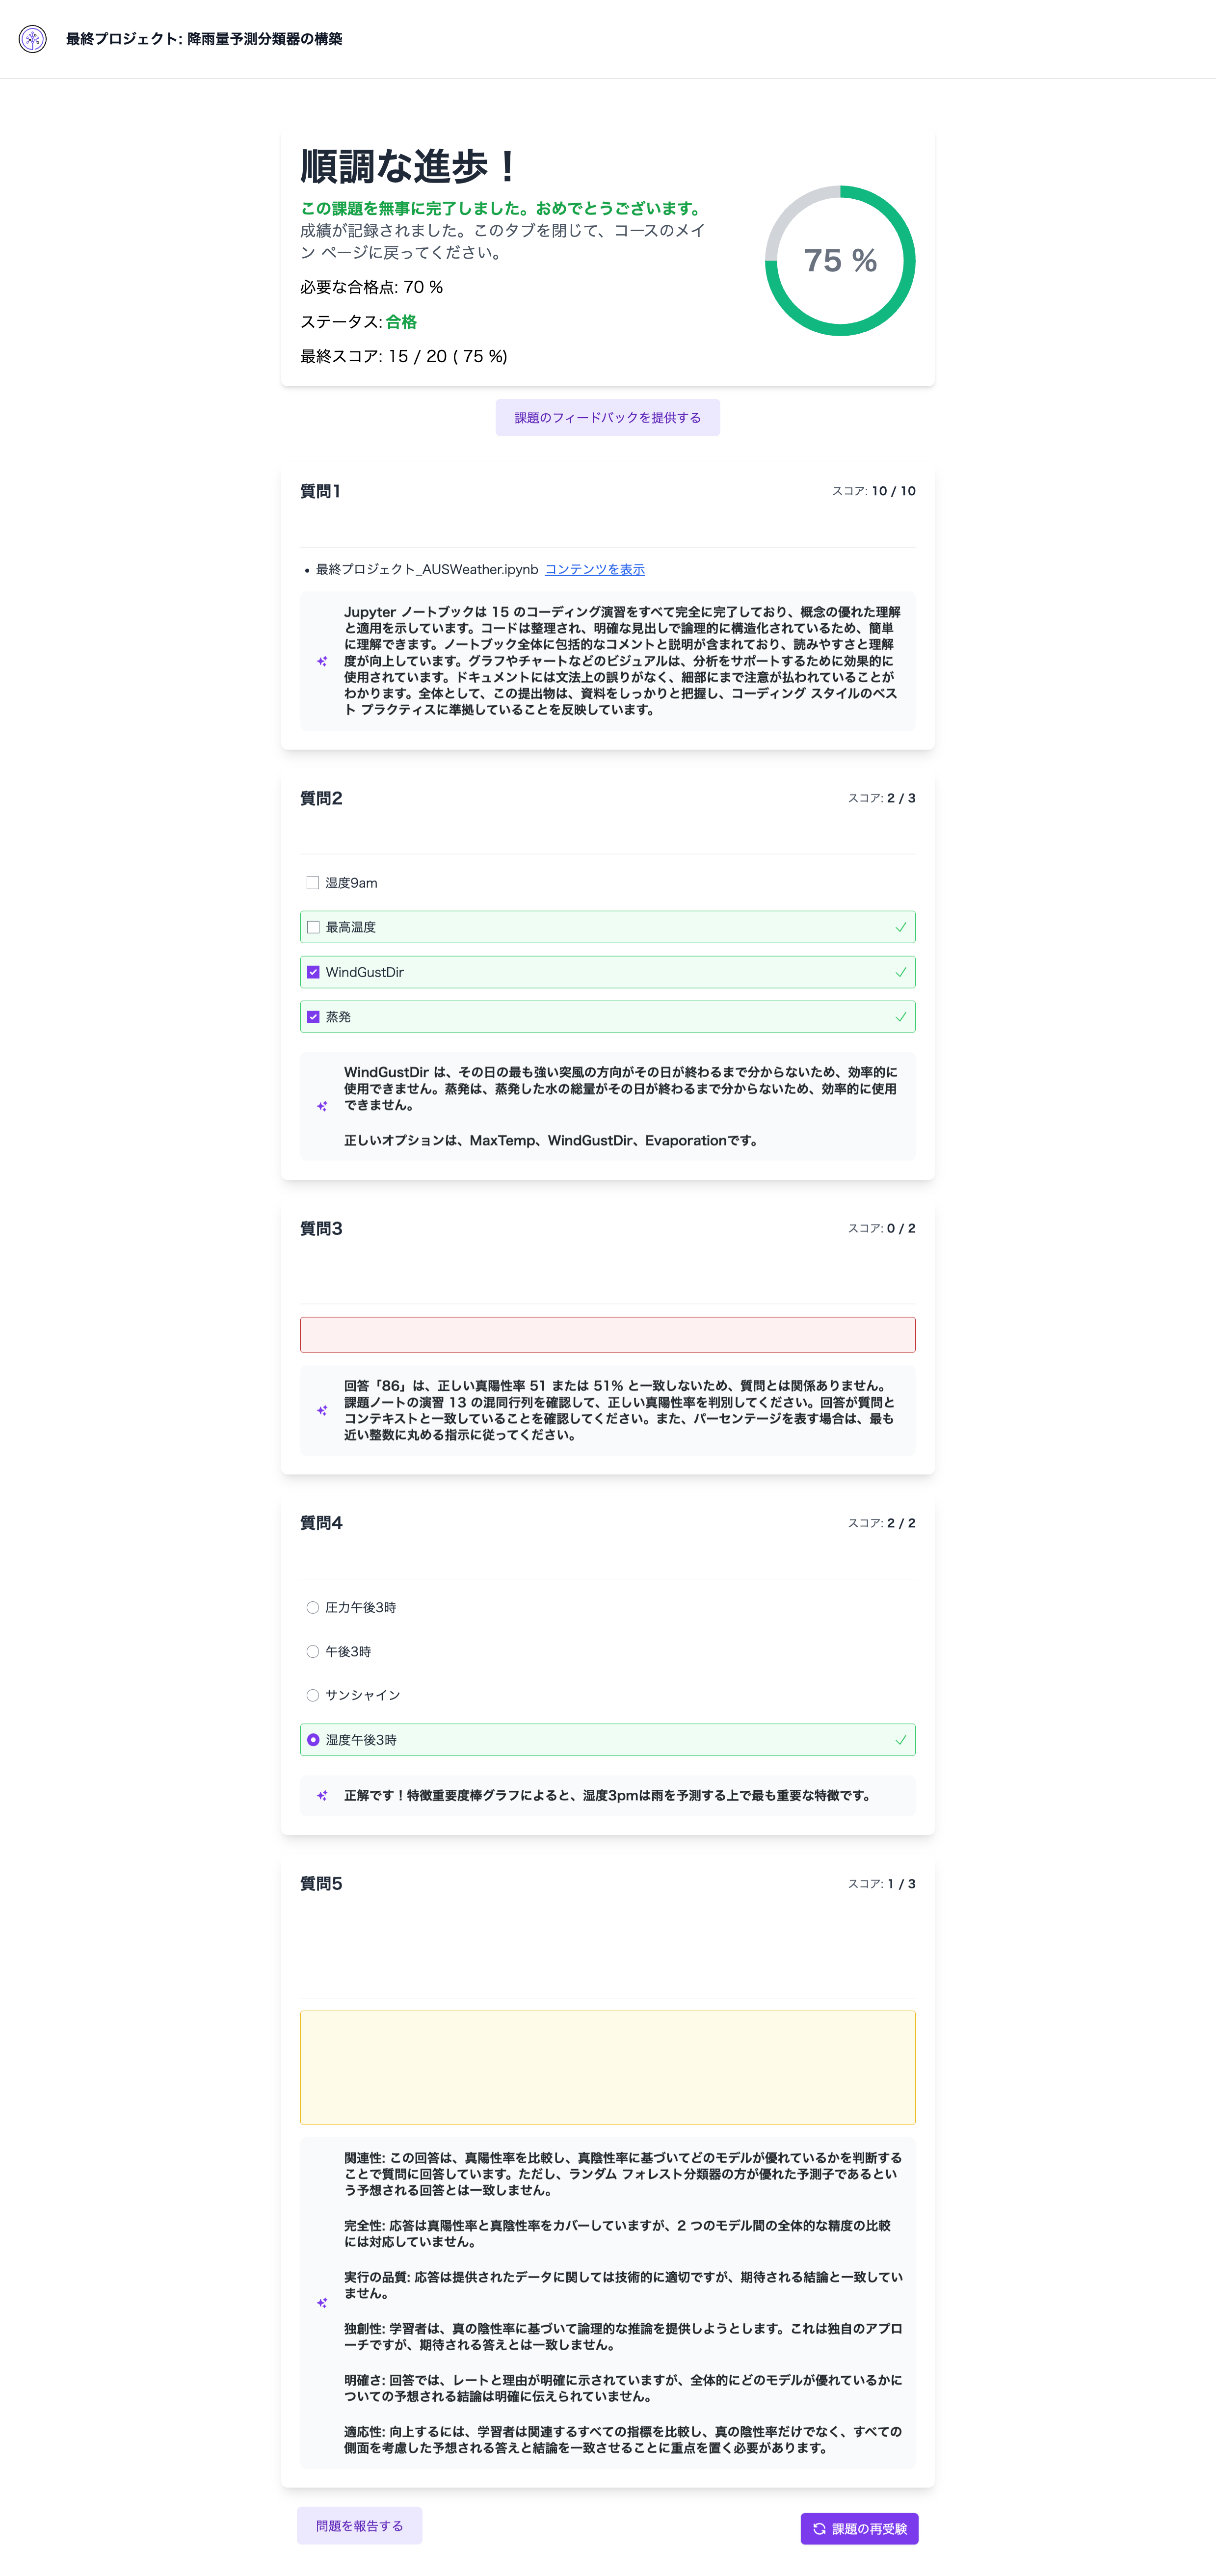 最終プロジェクト: 降雨量予測分類器の構築
順調な進歩！
この課題を無事に完了しました。おめでとうございます。
成績が記録されました。このタブを閉じて、コースのメイ
ン ページに戻ってください。
必要な合格点: 70 %
ステータス: 合格
最終スコア: 15 / 20 ( 75 %)
75 %
課題のフィードバックを提供する
質問1
スコア: 10 / 10
• 最終プロジェクト_AUSWeather.ipynb コンテンツを表示
Jupyter ノートブックは 15 のコーディング演習をすべて完全に完了しており、概念の優れた理解
と適用を示しています。コードは整理され、明確な見出しで論理的に構造化されているため、簡単
に理解できます。ノートブック全体に包括的なコメントと説明が含まれており、読みやすさと理解
度が向上しています。グラフやチャートなどのビジュアルは、分析をサポートするために効果的に
使用されています。ドキュメントには文法上の誤りがなく、細部にまで注意が払われていることが
わかります。全体として、この提出物は、資料をしっかりと把握し、コーディング スタイルのベス
ト プラクティスに準拠していることを反映しています。
質問2
スコア: 2 / 3
湿度9am
最高温度
WindGustDir
蒸発
WindGustDir は、その日の最も強い突風の方向がその日が終わるまで分からないため、効率的に
使用できません。蒸発は、蒸発した水の総量がその日が終わるまで分からないため、効率的に使用
できません。
正しいオプションは、MaxTemp、WindGustDir、Evaporationです。
質問3
スコア: 0 / 2
回答「86」は、正しい真陽性率 51 または 51% と一致しないため、質問とは関係ありません。
課題ノートの演習 13 の混同行列を確認して、正しい真陽性率を判別してください。回答が質問と
コンテキストと一致していることを確認してください。また、パーセンテージを表す場合は、最も
近い整数に丸める指示に従ってください。
質問4
スコア: 2 / 2
圧力午後3時
午後3時
サンシャイン
湿度午後3時
正解です！特徴重要度棒グラフによると、湿度3pmは雨を予測する上で最も重要な特徴です。
質問5
スコア: 1 / 3
関連性: この回答は、真陽性率を比較し、真陰性率に基づいてどのモデルが優れているかを判断する
ことで質問に回答しています。ただし、ランダム フォレスト分類器の方が優れた予測子であるとい
う予想される回答とは一致しません。
完全性: 応答は真陽性率と真陰性率をカバーしていますが、2 つのモデル間の全体的な精度の比較
には対応していません。
実行の品質: 応答は提供されたデータに関しては技術的に適切ですが、期待される結論と一致してい
ません。
独創性: 学習者は、真の陰性率に基づいて論理的な推論を提供しようとします。これは独自のアプロ
ーチですが、期待される答えとは一致しません。
明確さ: 回答では、レートと理由が明確に示されていますが、全体的にどのモデルが優れているかに
ついての予想される結論は明確に伝えられていません。
適応性: 向上するには、学習者は関連するすべての指標を比較し、真の陰性率だけでなく、すべての
側面を考慮した予想される答えと結論を一致させることに重点を置く必要があります。
問題を報告する
課題の再受験